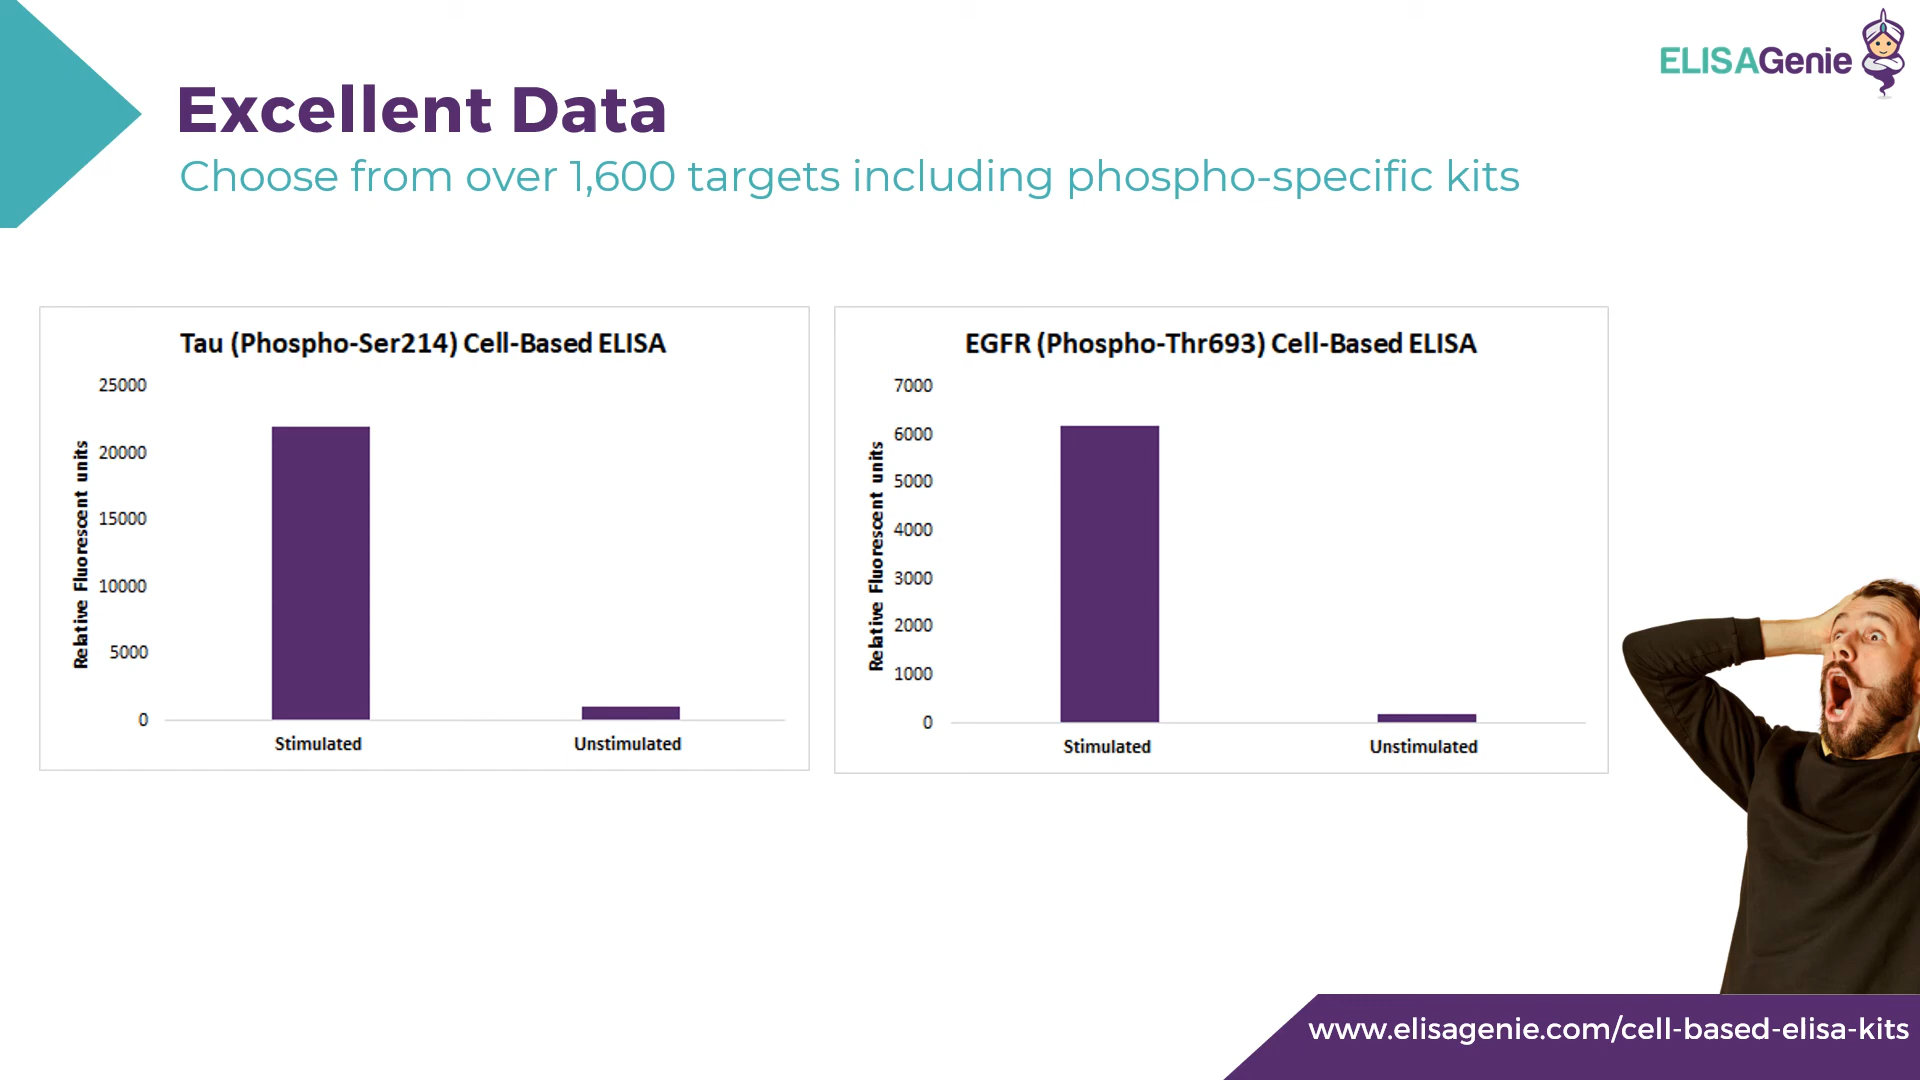 ELISAGenie
Excellent Data
Choose from over 1,600 targets including phospho-specific kits
Tau (Phospho-Ser214) Cell-Based ELISA
Relative Fluorescent units
25000
20000
15000
10000
5000
0
Stimulated
Unstimulated
EGFR (Phospho-Thr693) Cell-Based ELISA
Relative Fluorescent units
7000
6000
5000
4000
3000
2000
1000
0
Stimulated
Unstimulated
www.elisagenie.com/cell-based-elisa-kits